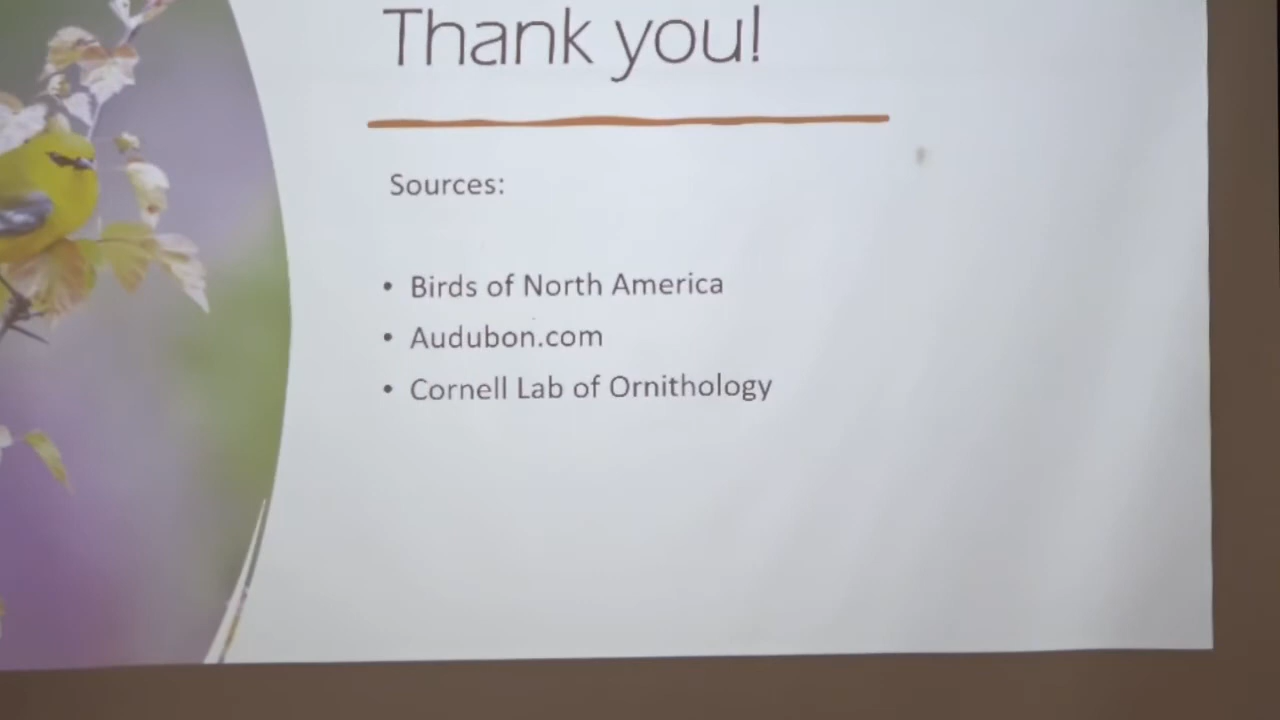 Thank you!
Sources:
• Birds of North America
• Audubon.com
• Cornell Lab of Ornithology